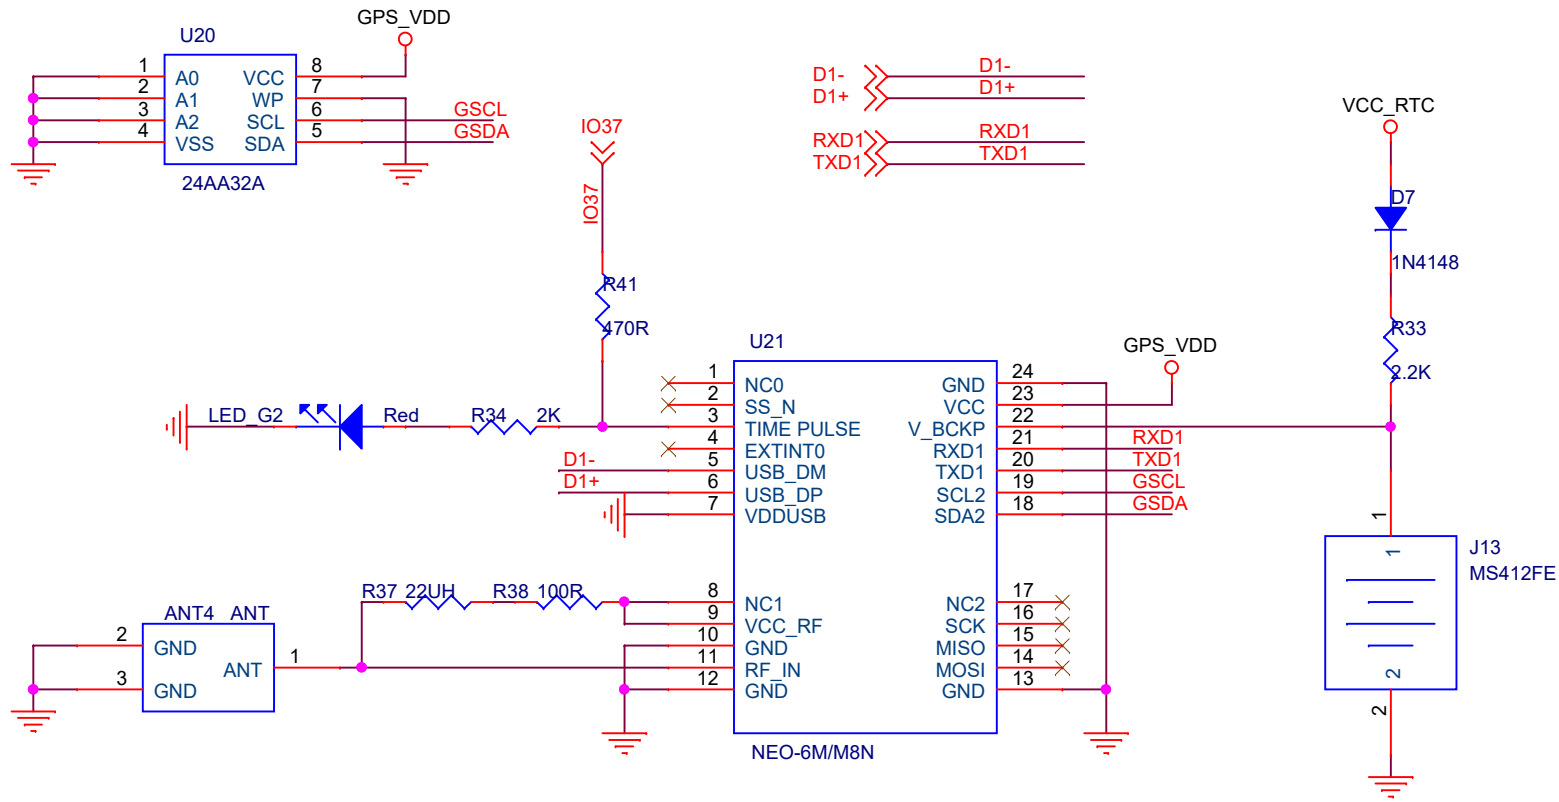 GPS_VDD
U20
1 A0 VCC 8
2 A1 WP 7
3 A2 SCL 6 GSCL
4 VSS SDA 5 GSDA
24AA32A
D1- D1-
D1+ D1+
RXD1 RXD1
TXD1 TXD1
IO37
IO37
R41
470R
VCC_RTC
D7
1N4148
R33
2.2K
U21
GPS_VDD
1 NC0 GND 24
2 SS_N VCC 23
LED_G2 Red R34 2K 3 TIME PULSE V_BCKP 22
4 EXTINT0 RXD1 21 RXD1
D1- 5 USB_DM TXD1 20 TXD1
D1+ 6 USB_DP SCL2 19 GSCL
7 VDDUSB SDA2 18 GSDA
R37 22UH R38 100R 8 NC1 NC2 17
9 VCC_RF SCK 16
10 GND MISO 15
11 RF_IN MOSI 14
12 GND GND 13
NEO-6M/M8N
ANT4 ANT
2 GND
ANT 1
3 GND
1
1
J13
MS412FE
2
2